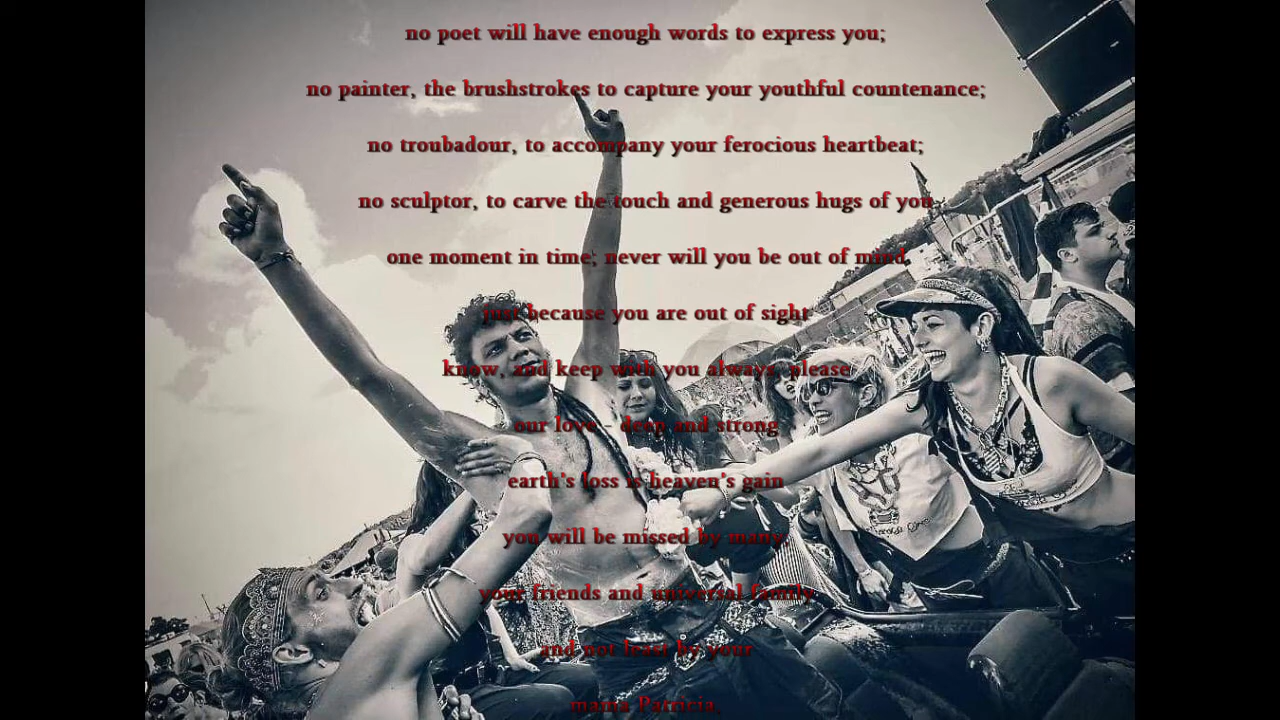 no poet will have enough words to express you;
no painter, the brushstrokes to capture your youthful countenance;
no troubadour, to accompany your ferocious heartbeat;
no sculptor, to carve the touch and generous hugs of you
one moment in time; never will you be out of mind,
just because you are out of sight
know, and keep with you always, please
our love - deep and strong
earth's loss is heaven's gain
you will be missed by many
your friends and universal family
and not least by your
mama Patricia.